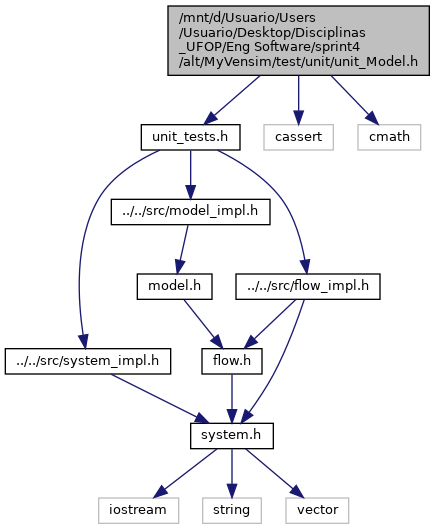 /mnt/d/Usuario/Users
/Usuario/Desktop/Disciplinas
_UFOP/Eng Software/sprint4
/alt/MyVensim/test/unit/unit_Model.h
unit_tests.h
cassert
cmath
../../src/model_impl.h
model.h
../../src/flow_impl.h
../../src/system_impl.h
flow.h
system.h
iostream
string
vector